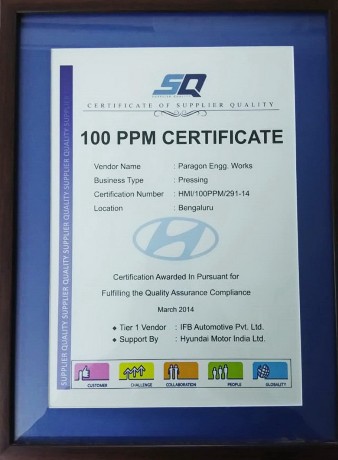 SQ
CERTIFICATE OF SUPPLIER QUALITY
100 PPM CERTIFICATE
Vendor Name : Paragon Engg. Works
Business Type : Pressing
Certification Number : HMI/100PPM/291-14
Location : Bengaluru
Certification Awarded In Pursuant for
Fulfilling the Quality Assurance Compliance
March 2014
◆ Tier 1 Vendor : IFB Automotive Pvt. Ltd.
◆ Support By : Hyundai Motor India Ltd.
CUSTOMER CHALLENGE COLLABORATION PEOPLE GLOBALITY
SUPPLIER QUALITY SUPPLIER QUALITY SUPPLIER QUALITY SUPPLIER QUALITY SUPPLIER